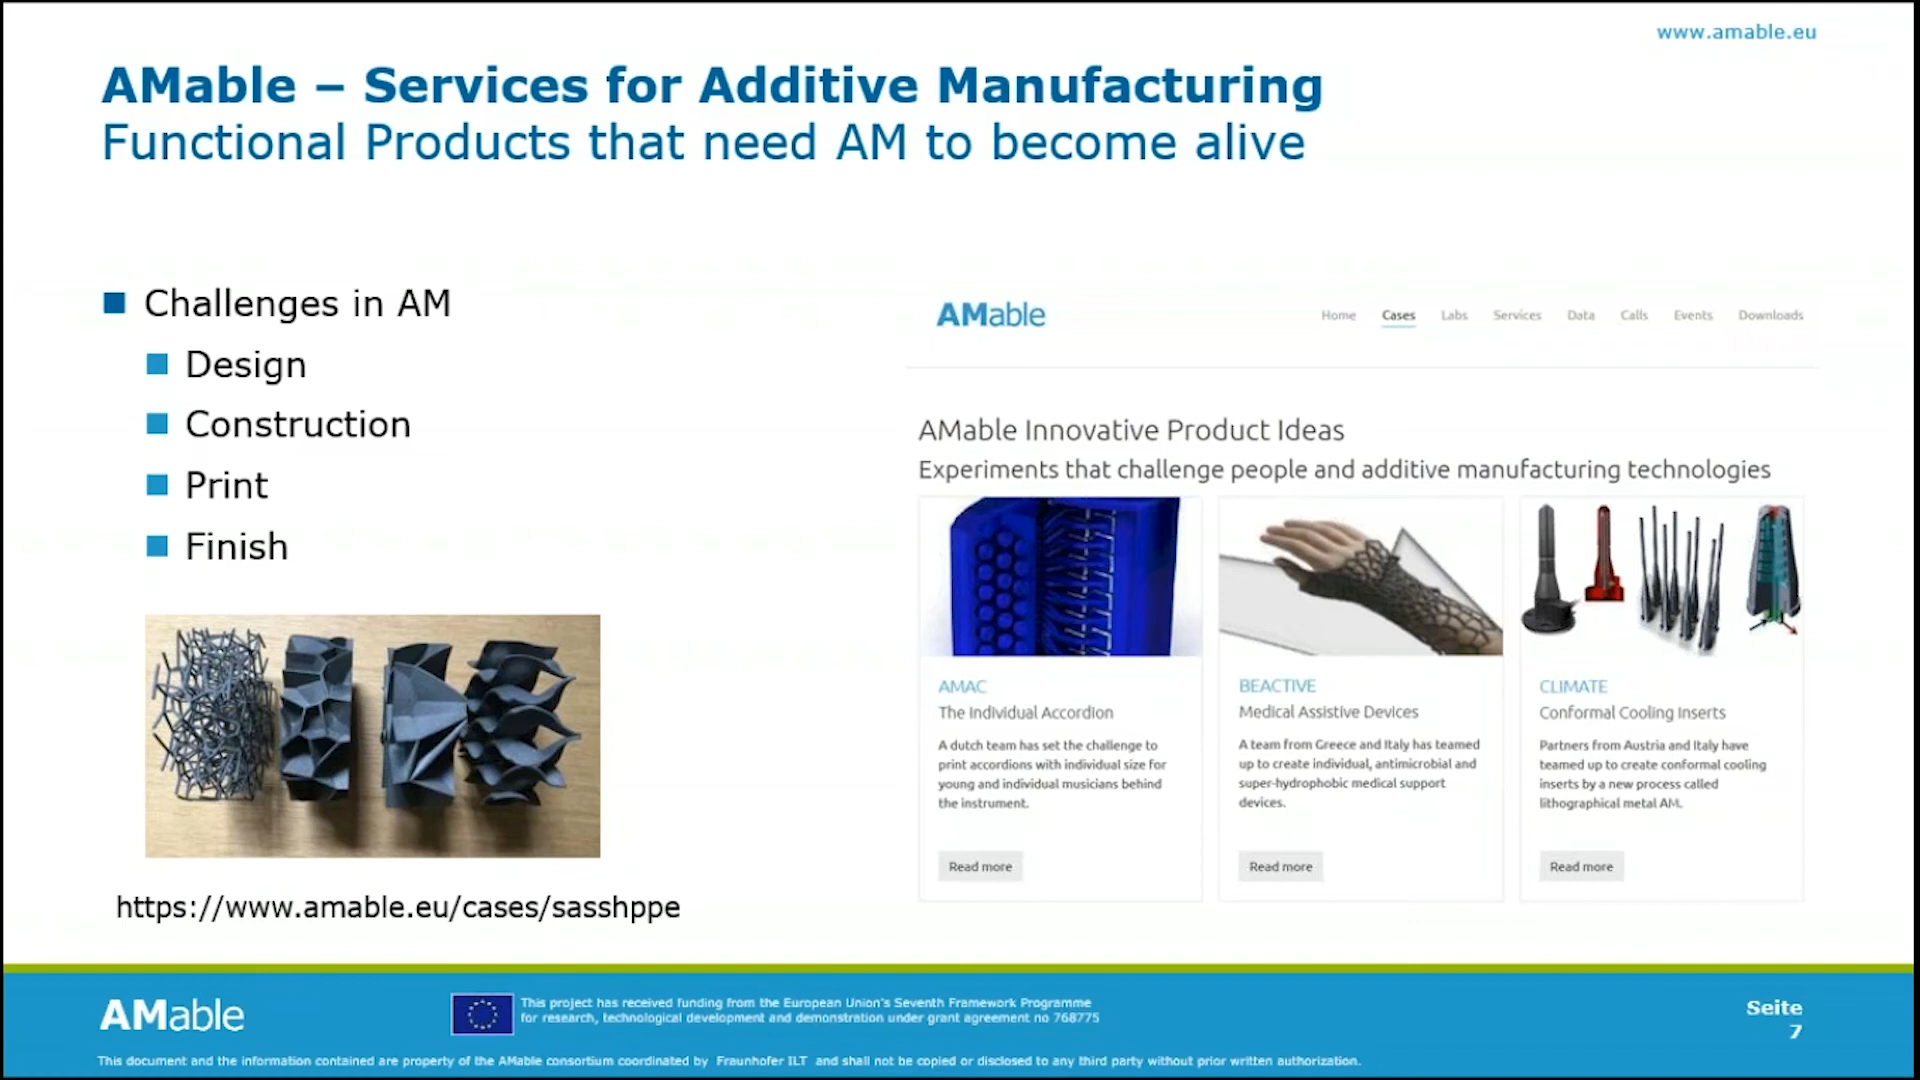 www.amable.eu
AMable – Services for Additive Manufacturing
Functional Products that need AM to become alive
Challenges in AM
Design
Construction
Print
Finish
https://www.amable.eu/cases/sasshppe
AMable
Home Cases Labs Services Data Calls Events Downloads
AMable Innovative Product Ideas
Experiments that challenge people and additive manufacturing technologies
AMAC
The Individual Accordion
A dutch team has set the challenge to
print accordions with individual size for
young and individual musicians behind
the instrument.
Read more
BEACTIVE
Medical Assistive Devices
A team from Greece and Italy has teamed
up to create individual, antimicrobial and
super-hydrophobic medical support
devices.
Read more
CLIMATE
Conformal Cooling Inserts
Partners from Austria and Italy have
teamed up to create conformal cooling
inserts by a new process called
lithographical metal AM.
Read more
AMable
This project has received funding from the European Union's Seventh Framework Programme
for research, technological development and demonstration under grant agreement no 768775
Seite
7
This document and the information contained are property of the AMable consortium coordinated by Fraunhofer ILT and shall not be copied or disclosed to any third party without prior written authorization.